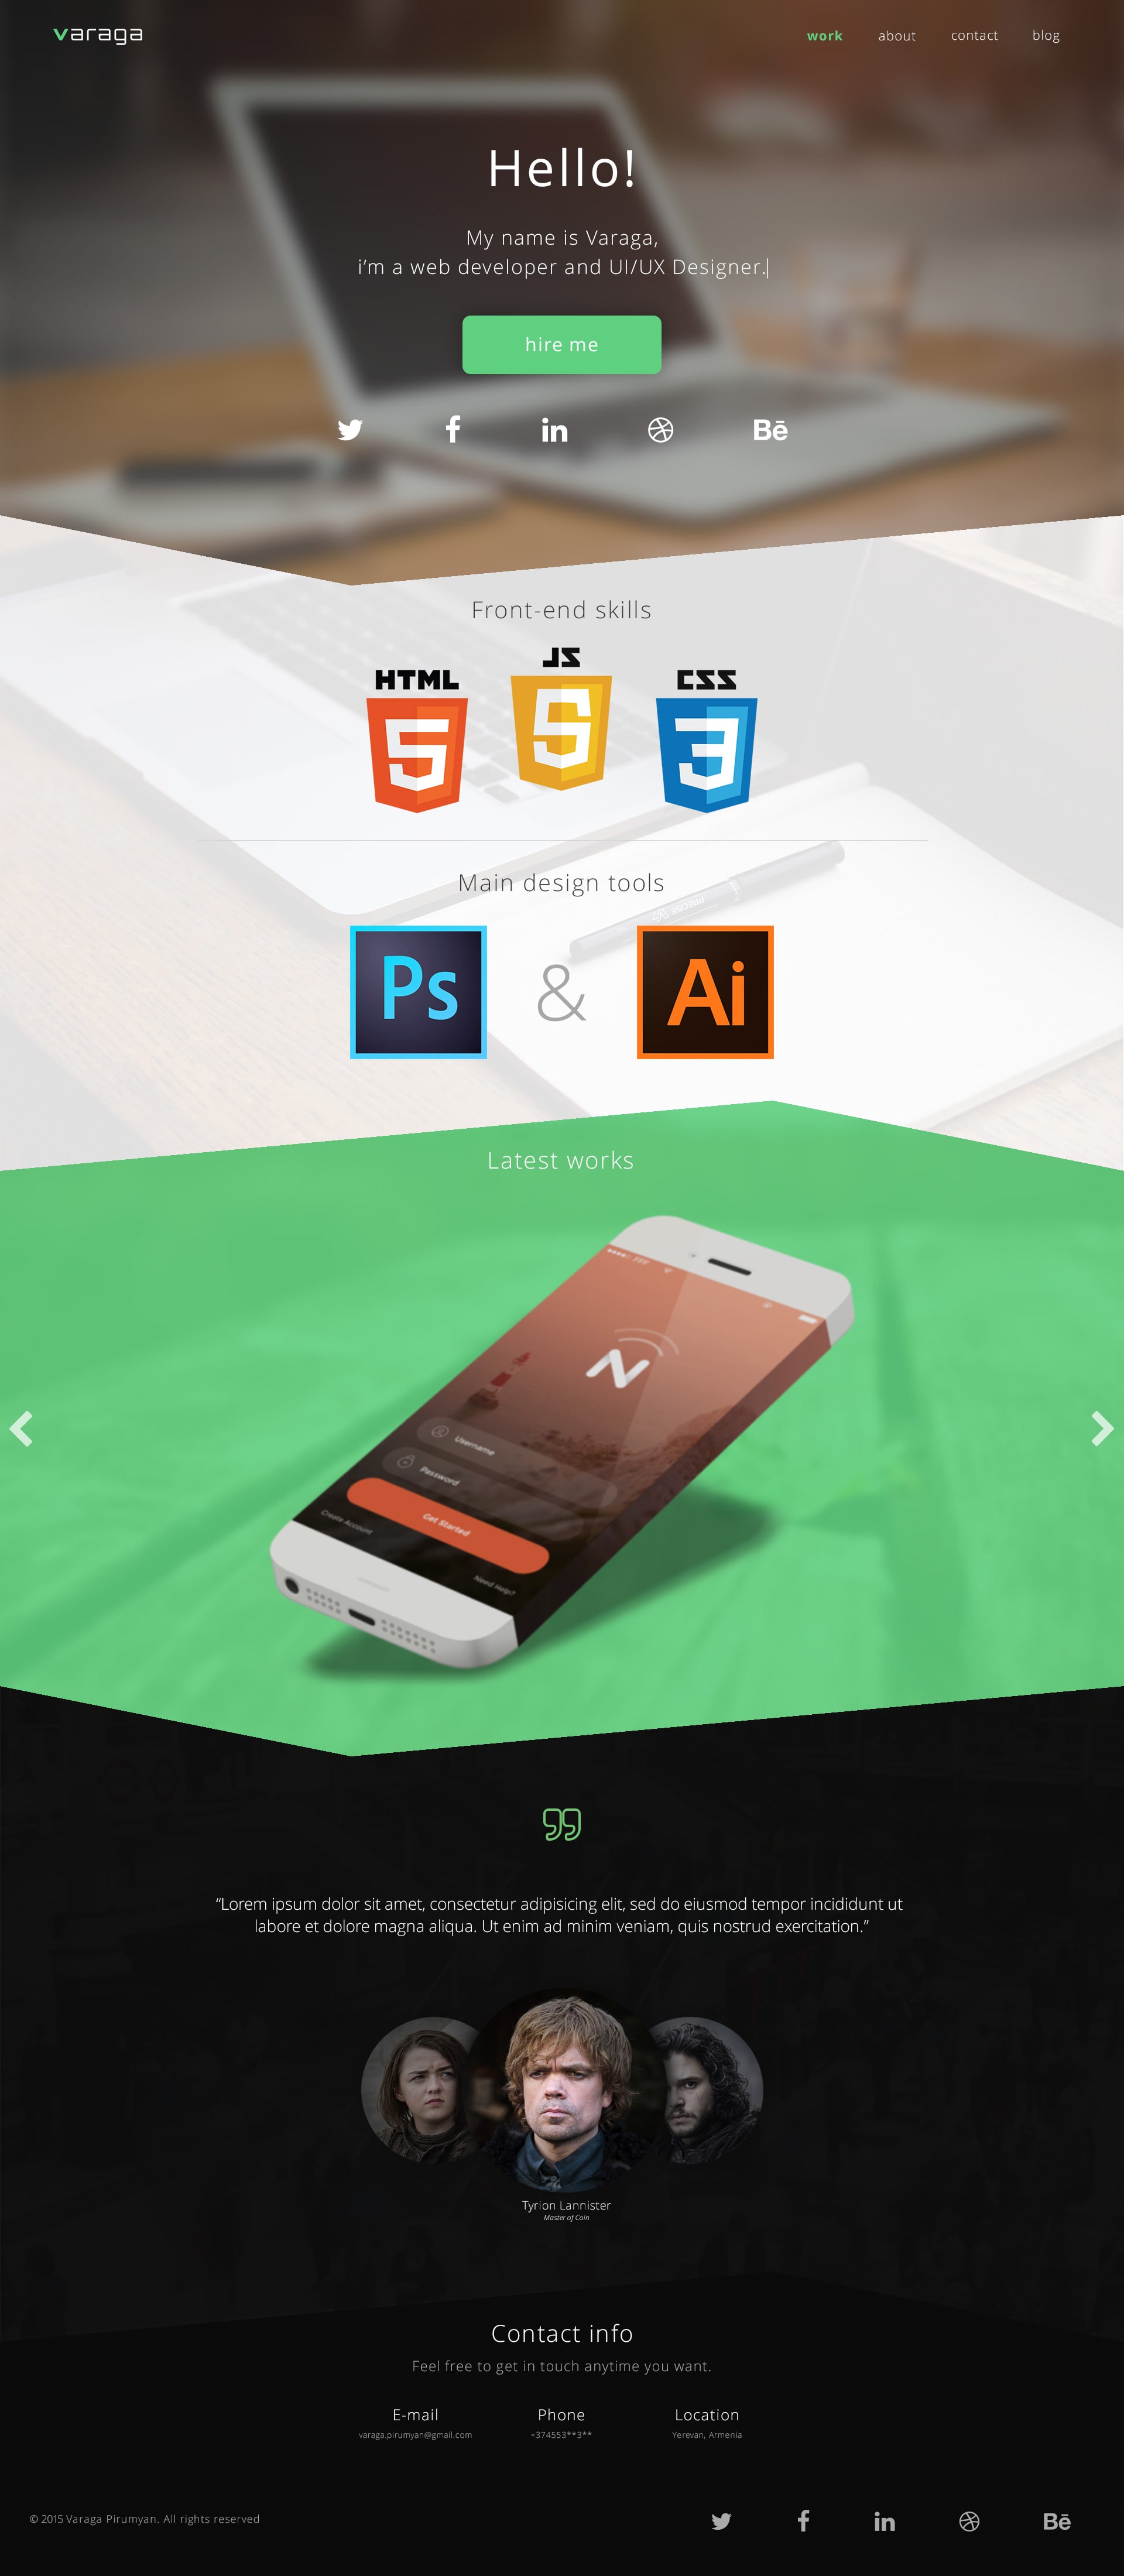 varaga
work about contact blog
Hello!
My name is Varaga,
i'm a web developer and UI/UX Designer.
hire me
in
Bē
Front-end skills
HTML
5
JS
5
CSS
3
Main design tools
Ps & Ai
Latest works
Username
Password
Get Started
Create Account
Need Help?
“Lorem ipsum dolor sit amet, consectetur adipisicing elit, sed do eiusmod tempor incididunt ut
labore et dolore magna aliqua. Ut enim ad minim veniam, quis nostrud exercitation.”
Tyrion Lannister
Master of Coin
Contact info
Feel free to get in touch anytime you want.
E-mail
varaga.pirumyan@gmail.com
Phone
+374553**3**
Location
Yerevan, Armenia
© 2015 Varaga Pirumyan. All rights reserved
in
Bē